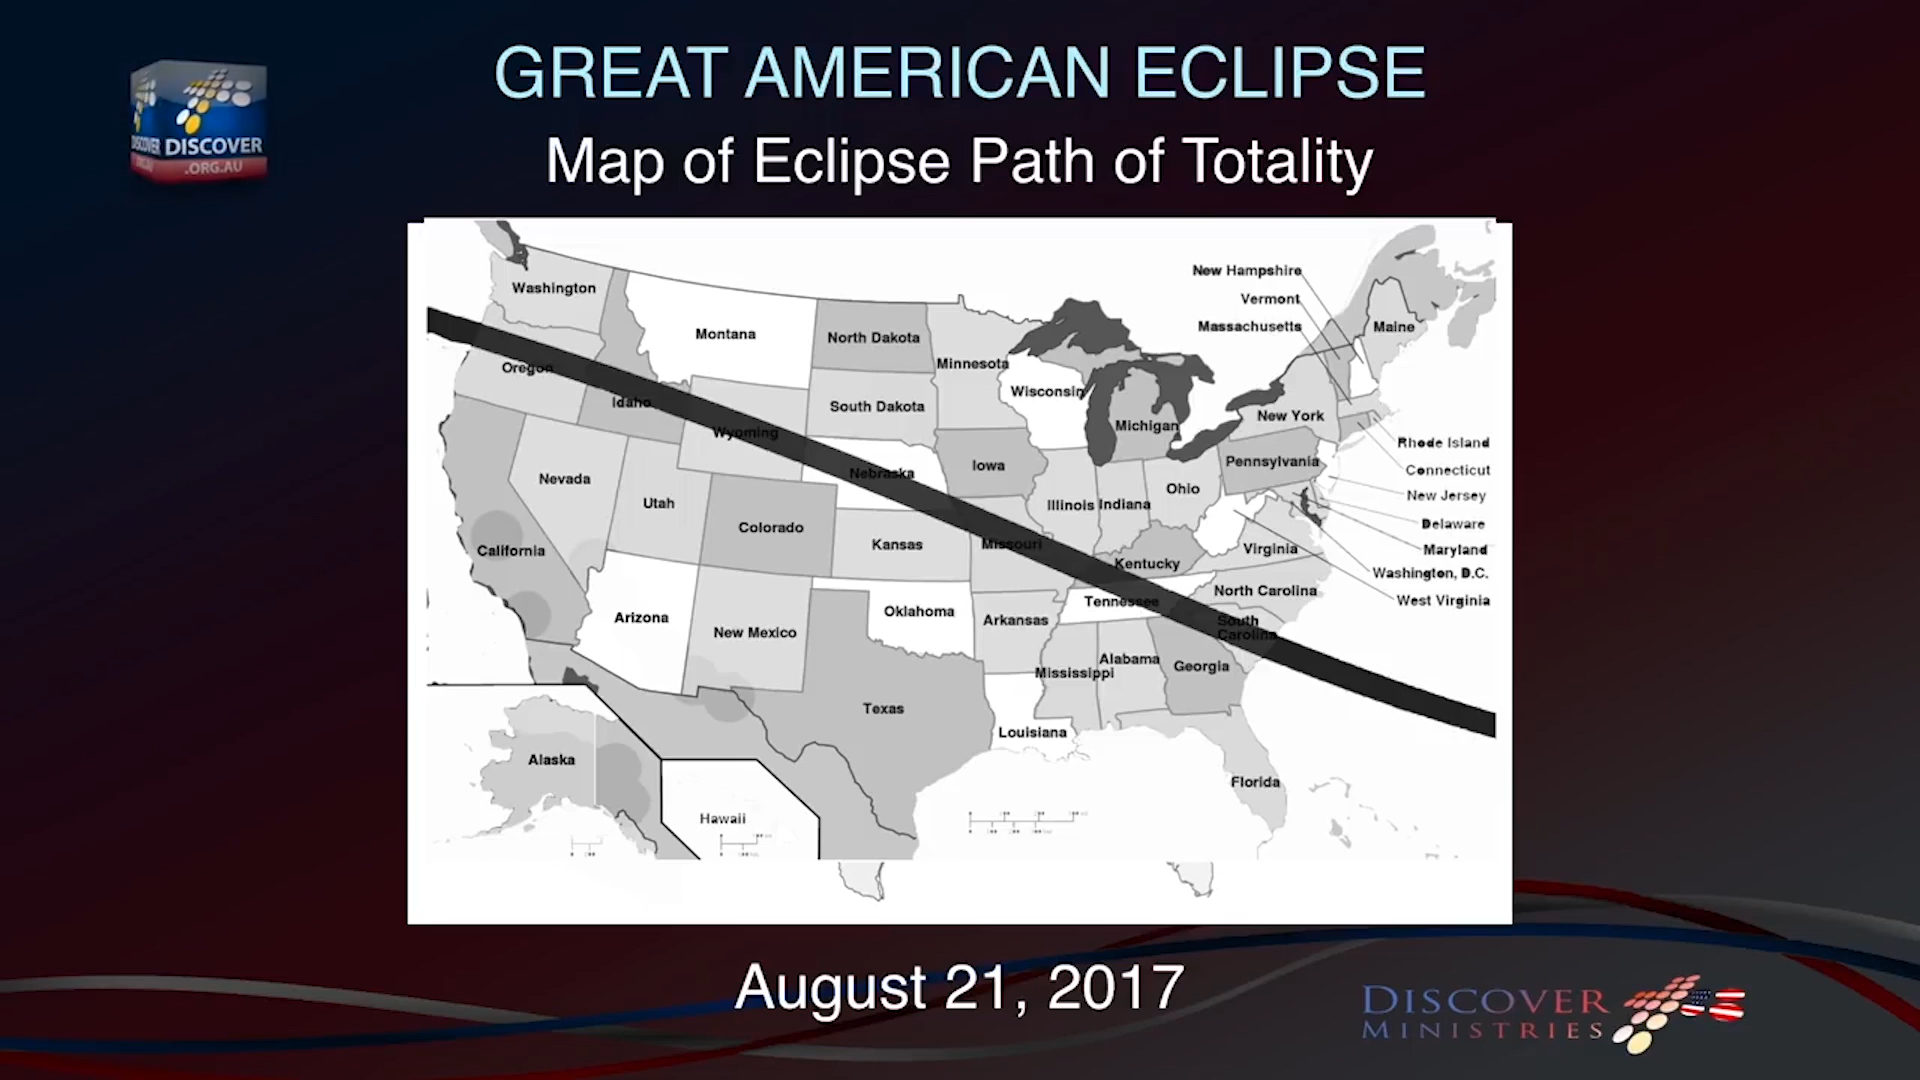 GREAT AMERICAN ECLIPSE
Map of Eclipse Path of Totality
DISCOVER DISCOVER
.ORG.AU
New Hampshire
Washington
Vermont
Massachusetts
Maine
Montana
North Dakota
Minnesota
Oregon
Wisconsin
Idaho
South Dakota
New York
Michigan
Wyoming
Rhode Island
Pennsylvania
Iowa
Connecticut
Nebraska
Nevada
Ohio
New Jersey
Utah
Illinois
Indiana
Delaware
Colorado
Kansas
Missouri
Virginia
Maryland
California
Kentucky
Washington, D.C.
North Carolina
West Virginia
Tennessee
Oklahoma
Arizona
Arkansas
South
Carolina
New Mexico
Alabama
Georgia
Mississippi
Texas
Louisiana
Alaska
Florida
Hawaii
August 21, 2017
DISCOVER
MINISTRIES